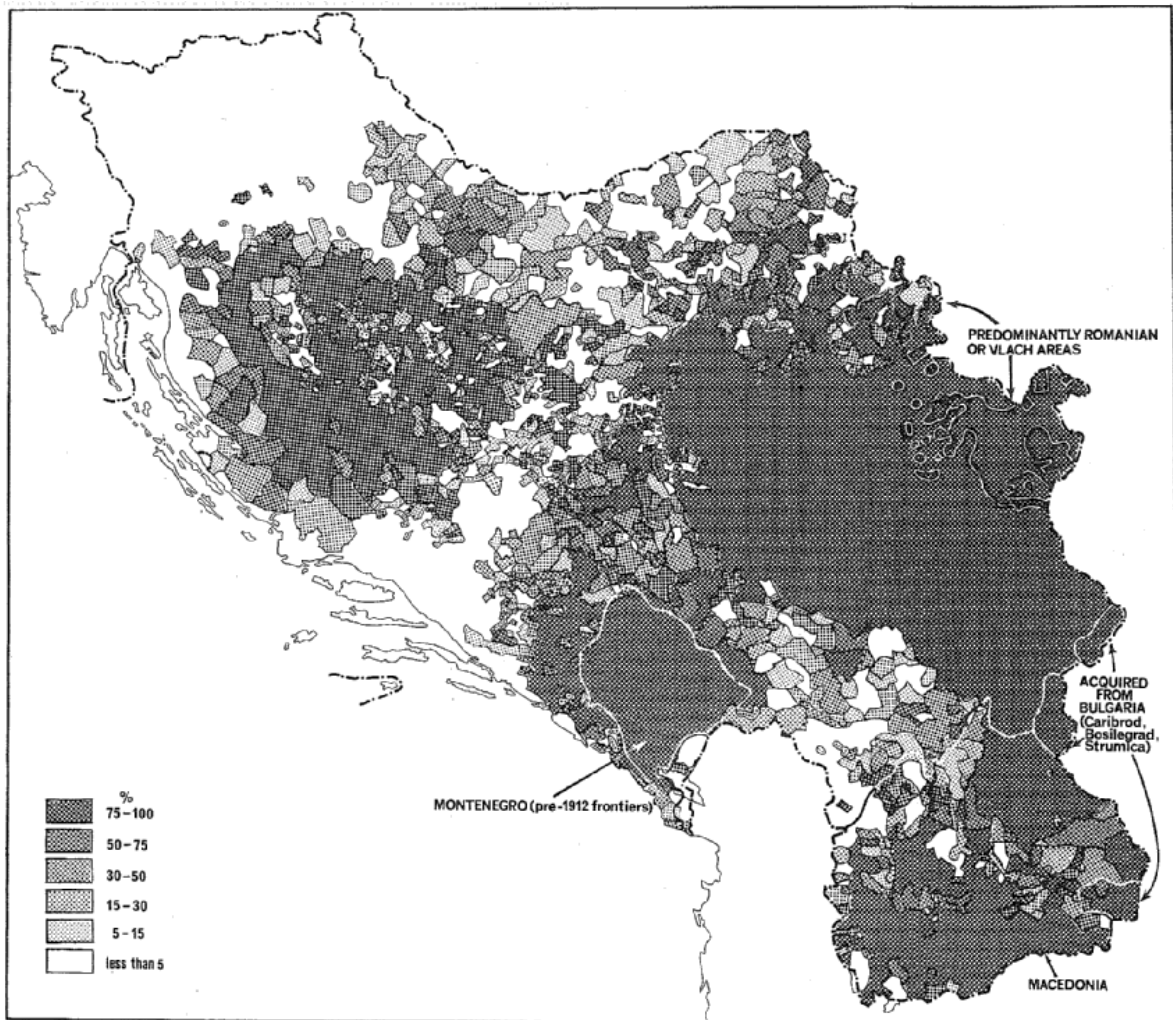 PREDOMINANTLY ROMANIAN
OR VLACH AREAS
ACQUIRED
FROM
BULGARIA
(Caribrod,
Bosilegrad,
Strumica)
MONTENEGRO (pre-1912 frontiers)
MACEDONIA
%
75-100
50-75
30-50
15-30
5-15
less than 5